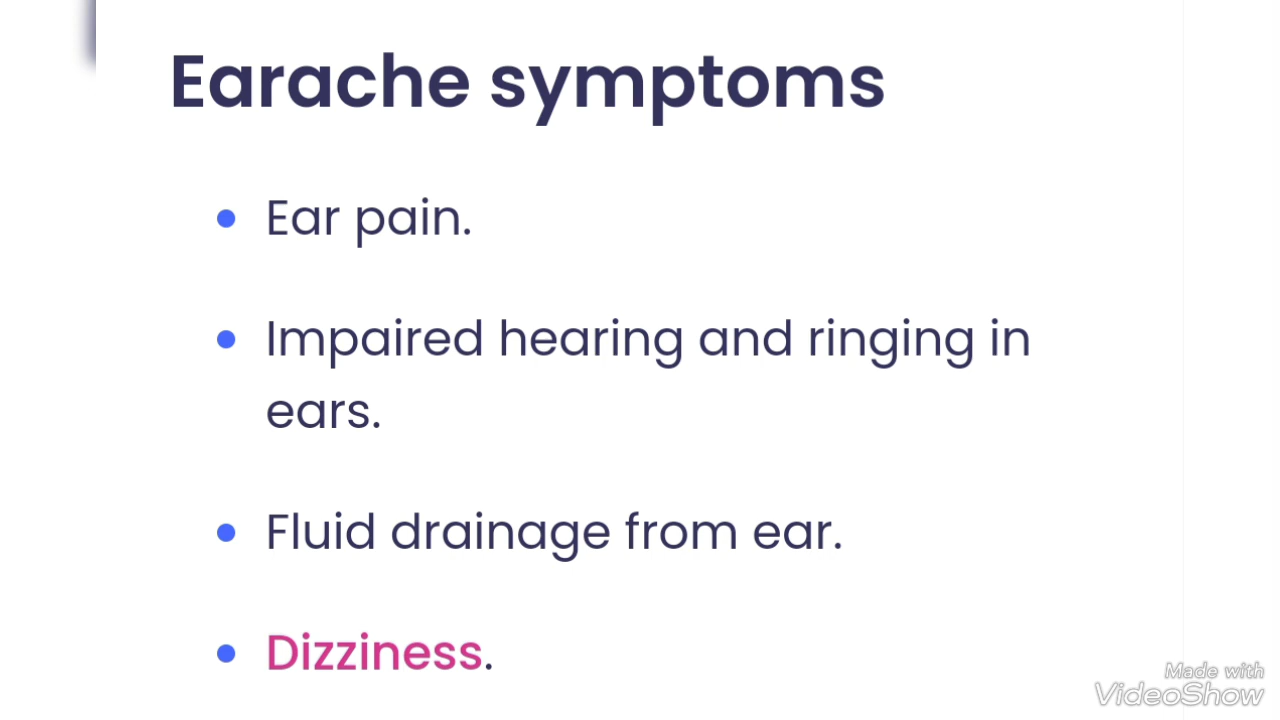 Earache symptoms
Ear pain.
Impaired hearing and ringing in
ears.
Fluid drainage from ear.
Dizziness.
Made with
VideoShow